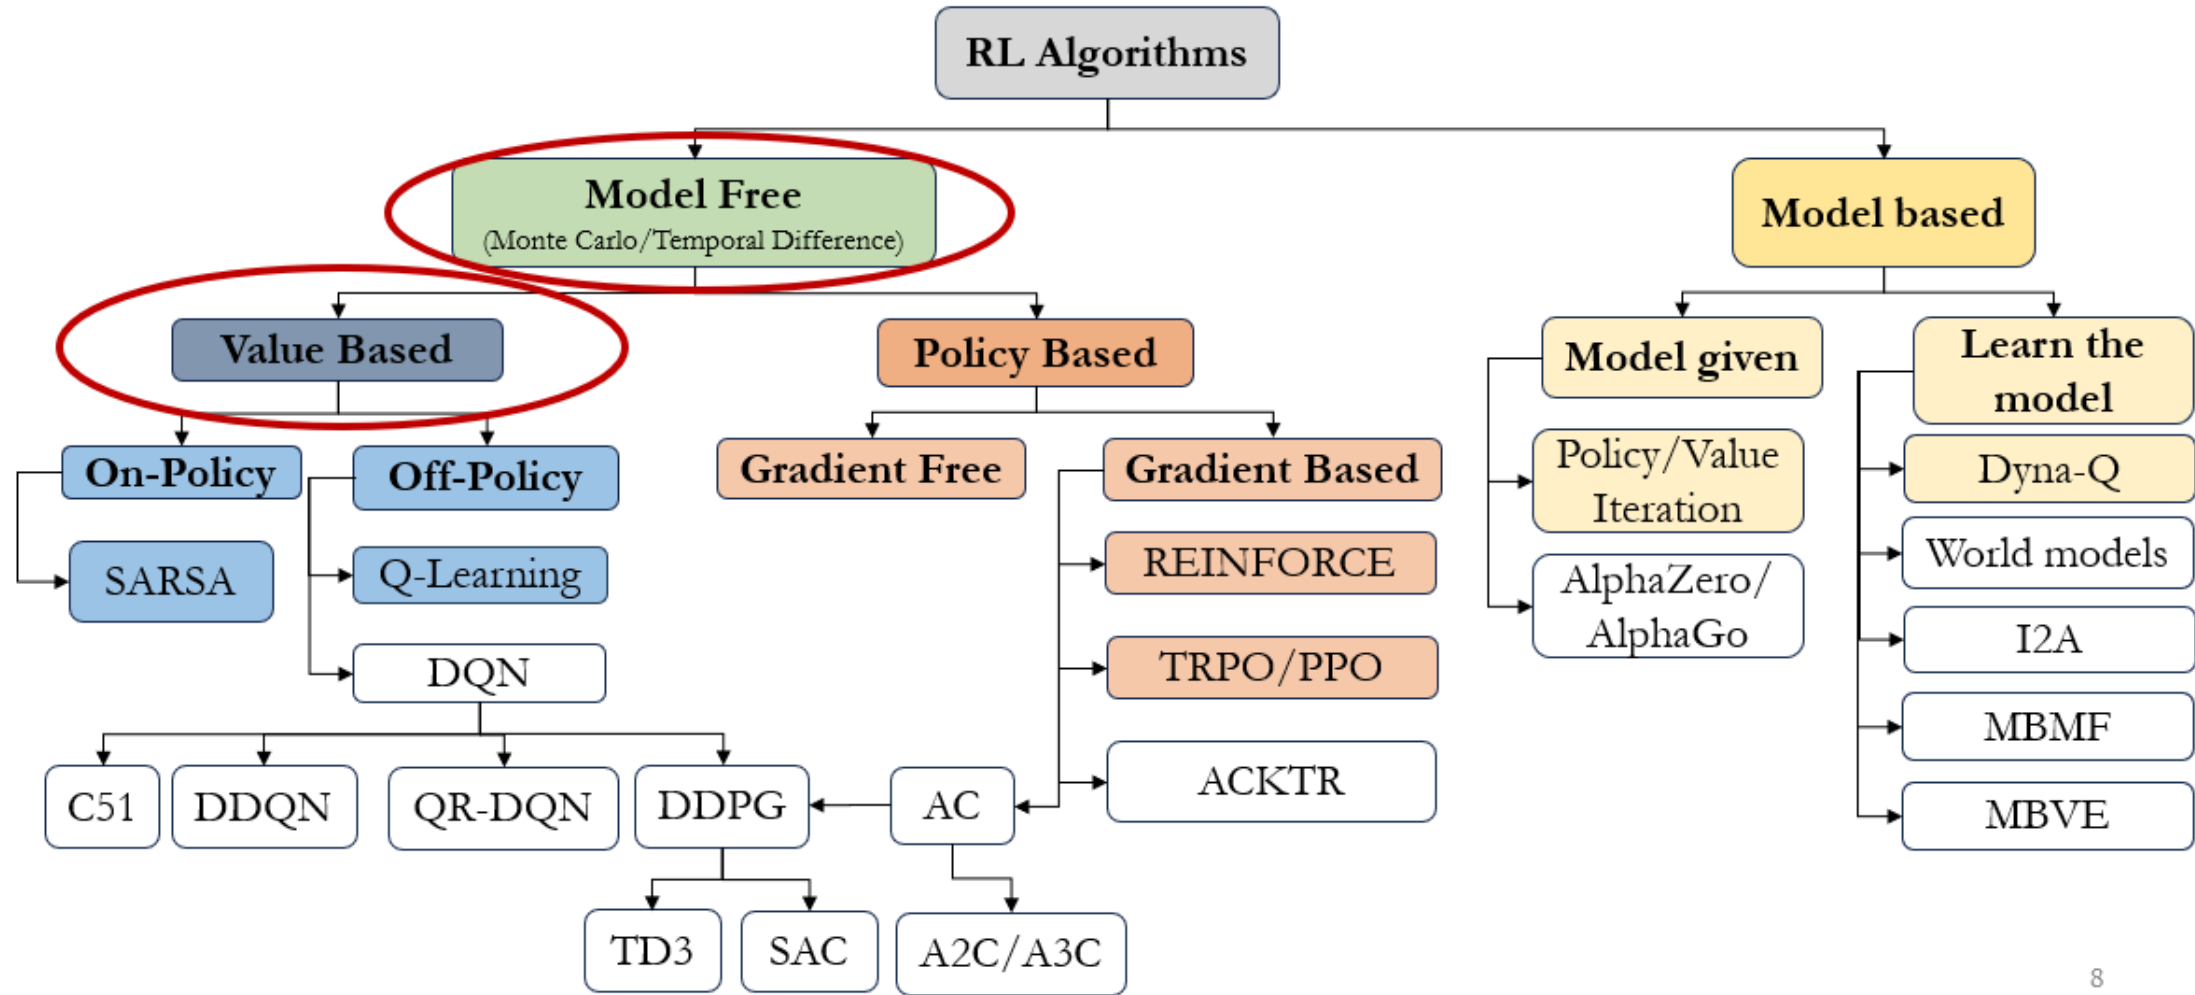 RL Algorithms
Model Free
(Monte Carlo/Temporal Difference)
Model based
Value Based
Policy Based
Model given
Learn the
model
On-Policy
Off-Policy
Gradient Free
Gradient Based
Policy/Value
Iteration
Dyna-Q
SARSA
Q-Learning
REINFORCE
AlphaZero/
AlphaGo
World models
DQN
TRPO/PPO
I2A
MBMF
C51
DDQN
QR-DQN
DDPG
AC
ACKTR
MBVE
TD3
SAC
A2C/A3C
8